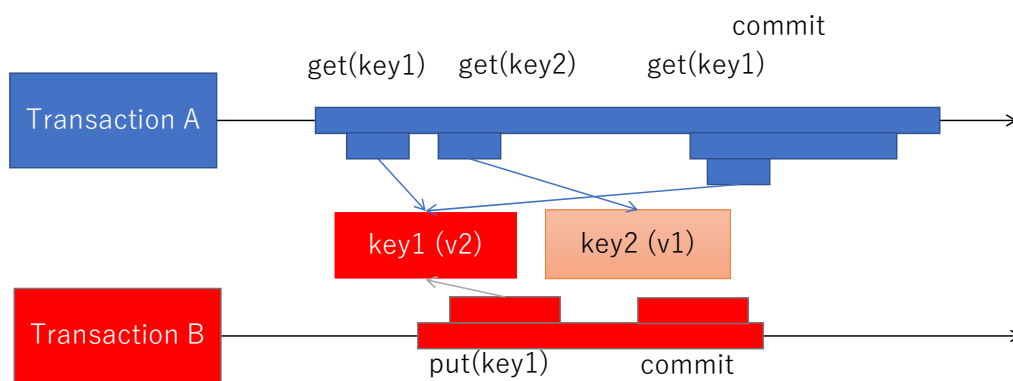 commit
get(key1)
get(key2)
get(key1)
Transaction A
key1 (v2)
key2 (v1)
Transaction B
put(key1)
commit